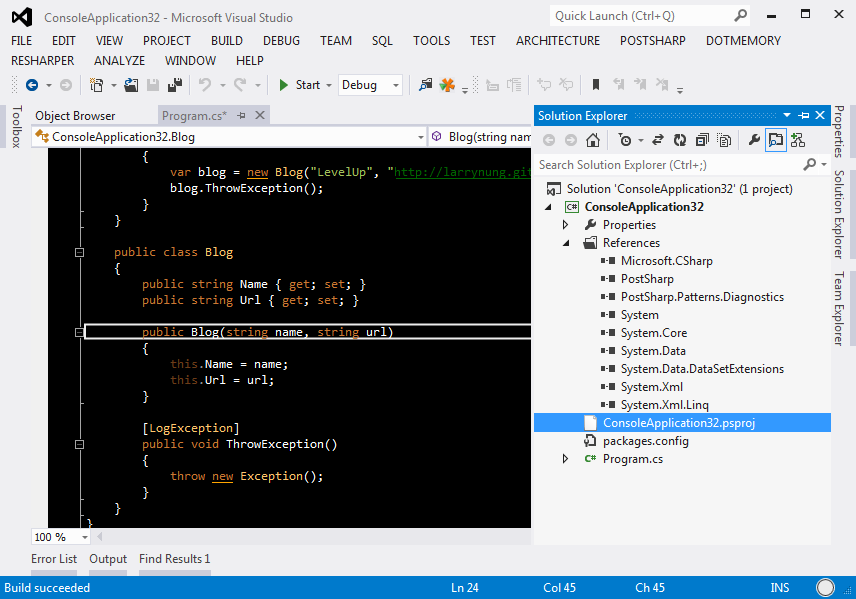 ConsoleApplication32 - Microsoft Visual Studio
Quick Launch (Ctrl+Q)
FILE EDIT VIEW PROJECT BUILD DEBUG TEAM SQL TOOLS TEST ARCHITECTURE POSTSHARP DOTMEMORY
RESHARPER ANALYZE WINDOW HELP
Start Debug
Toolbox
Object Browser Program.cs*
ConsoleApplication32.Blog Blog(string nam
{
var blog = new Blog("LevelUp", "http://larrynung.git
blog.ThrowException();
}
}
public class Blog
{
public string Name { get; set; }
public string Url { get; set; }
public Blog(string name, string url)
{
this.Name = name;
this.Url = url;
}
[LogException]
public void ThrowException()
{
throw new Exception();
}
}
}
100 %
Solution Explorer
Search Solution Explorer (Ctrl+;)
Solution 'ConsoleApplication32' (1 project)
C# ConsoleApplication32
Properties
References
Microsoft.CSharp
PostSharp
PostSharp.Patterns.Diagnostics
System
System.Core
System.Data
System.Data.DataSetExtensions
System.Xml
System.Xml.Linq
ConsoleApplication32.psproj
packages.config
C# Program.cs
Properties
Solution Explorer
Team Explorer
Error List Output Find Results 1
Build succeeded Ln 24 Col 45 Ch 45 INS